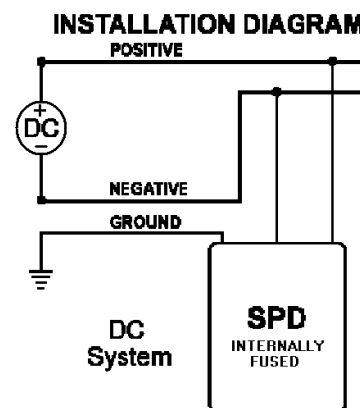 INSTALLATION DIAGRAM
POSITIVE
+
DC
−
NEGATIVE
GROUND
SPD
INTERNALLY
FUSED
DC
System